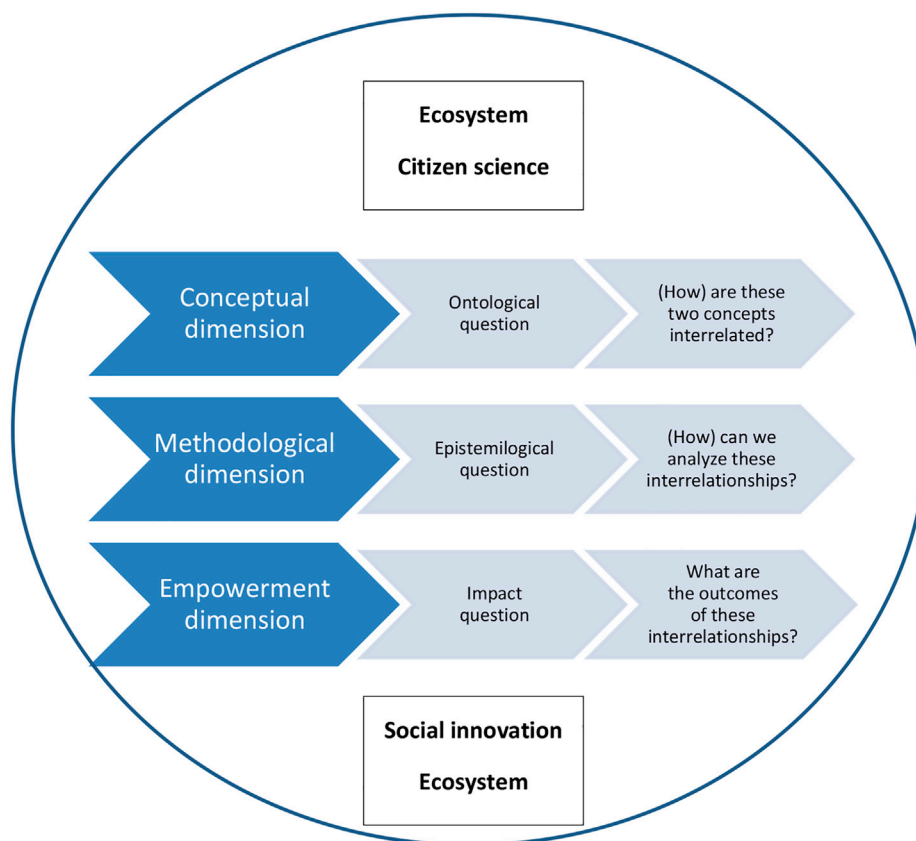 Ecosystem
Citizen science
Conceptual
dimension
Ontological
question
(How) are these
two concepts
interrelated?
Methodological
dimension
Epistemilogical
question
(How) can we
analyze these
interrelationships?
Empowerment
dimension
Impact
question
What are
the outcomes
of these
interrelationships?
Social innovation
Ecosystem